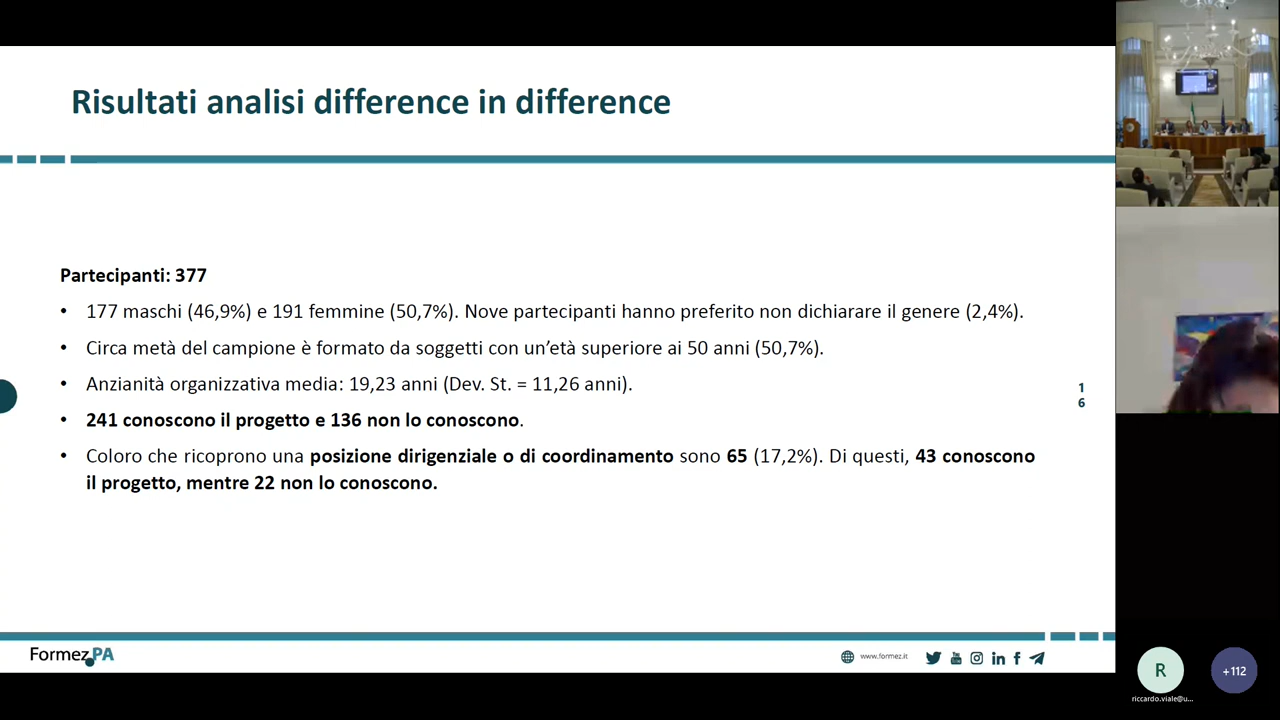 Risultati analisi difference in difference
Partecipanti: 377
• 177 maschi (46,9%) e 191 femmine (50,7%). Nove partecipanti hanno preferito non dichiarare il genere (2,4%).
• Circa metà del campione è formato da soggetti con un'età superiore ai 50 anni (50,7%).
• Anzianità organizzativa media: 19,23 anni (Dev. St. = 11,26 anni).
• 241 conoscono il progetto e 136 non lo conoscono.
• Coloro che ricoprono una posizione dirigenziale o di coordinamento sono 65 (17,2%). Di questi, 43 conoscono
il progetto, mentre 22 non lo conoscono.
1
6
Formez PA
www.formez.it
R
+112
riccardo.viale@u...